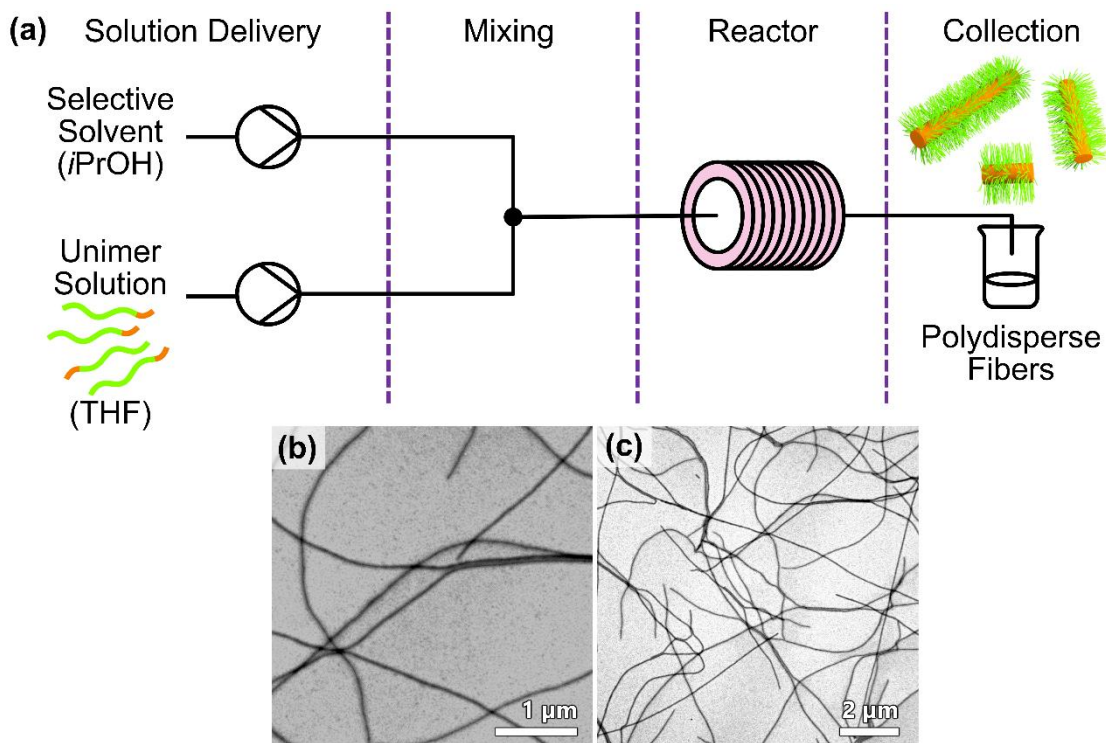 (a)
Solution Delivery
Mixing
Reactor
Collection
Selective
Solvent
(iPrOH)
Unimer
Solution
(THF)
Polydisperse
Fibers
(b)
1 μm
(c)
2 μm